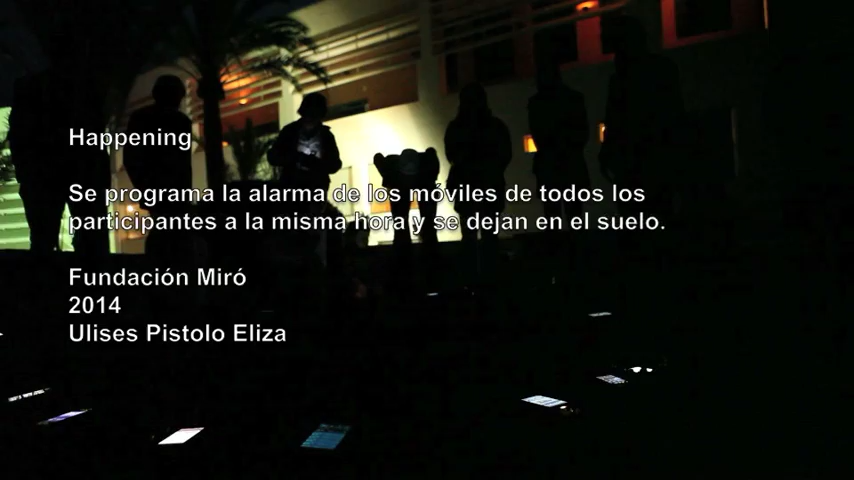 Happening
Se programa la alarma de los móviles de todos los
participantes a la misma hora y se dejan en el suelo.
Fundación Miró
2014
Ulises Pistolo Eliza